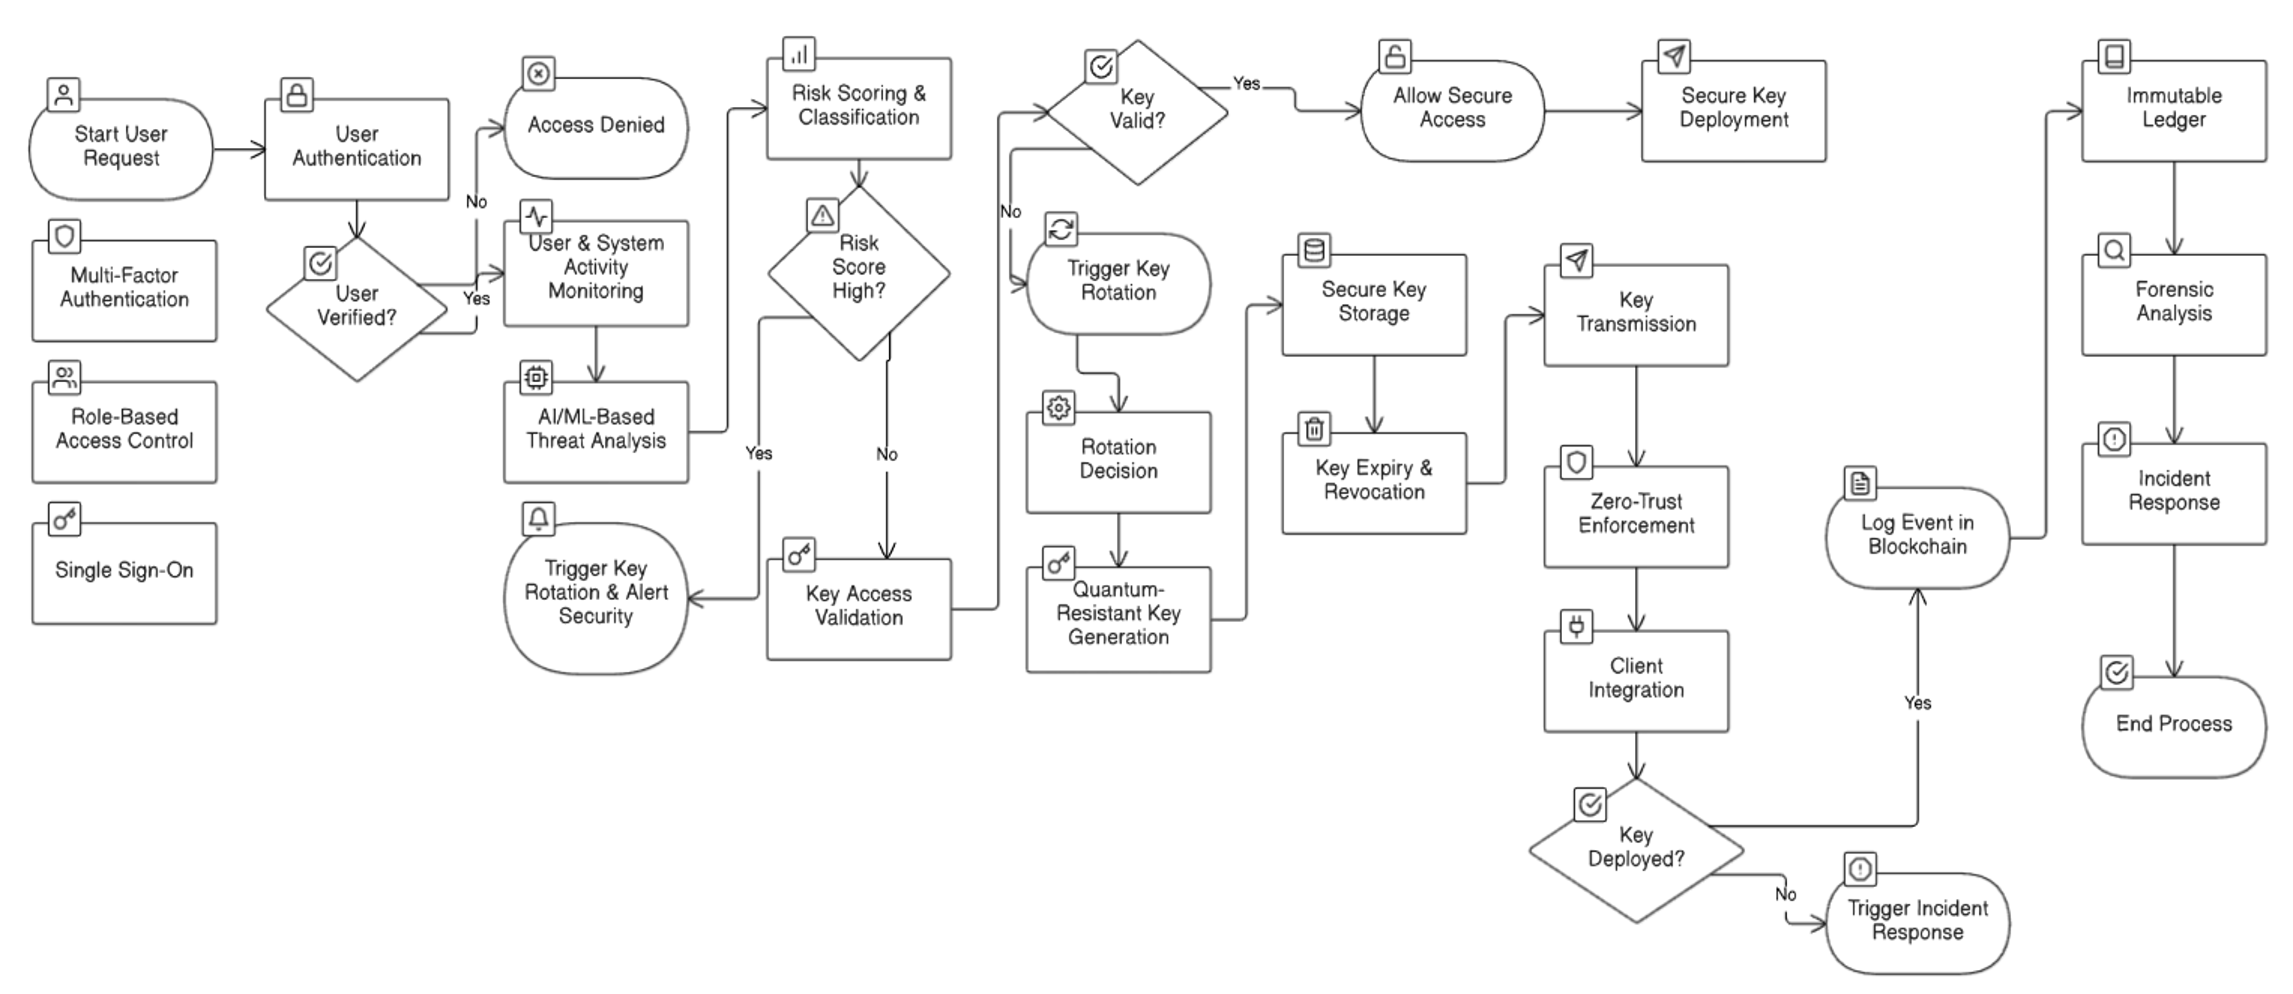 Start User
Request
Multi-Factor
Authentication
Role-Based
Access Control
Single Sign-On
User
Authentication
User
Verified?
No
Yes
Access Denied
User & System
Activity
Monitoring
AI/ML-Based
Threat Analysis
Trigger Key
Rotation & Alert
Security
Risk Scoring &
Classification
Risk
Score
High?
Yes
No
Key Access
Validation
Key
Valid?
Yes
No
Trigger Key
Rotation
Rotation
Decision
Quantum-
Resistant Key
Generation
Allow Secure
Access
Secure Key
Deployment
Secure Key
Storage
Key Expiry &
Revocation
Key
Transmission
Zero-Trust
Enforcement
Client
Integration
Key
Deployed?
Yes
No
Log Event in
Blockchain
Trigger Incident
Response
Immutable
Ledger
Forensic
Analysis
Incident
Response
End Process